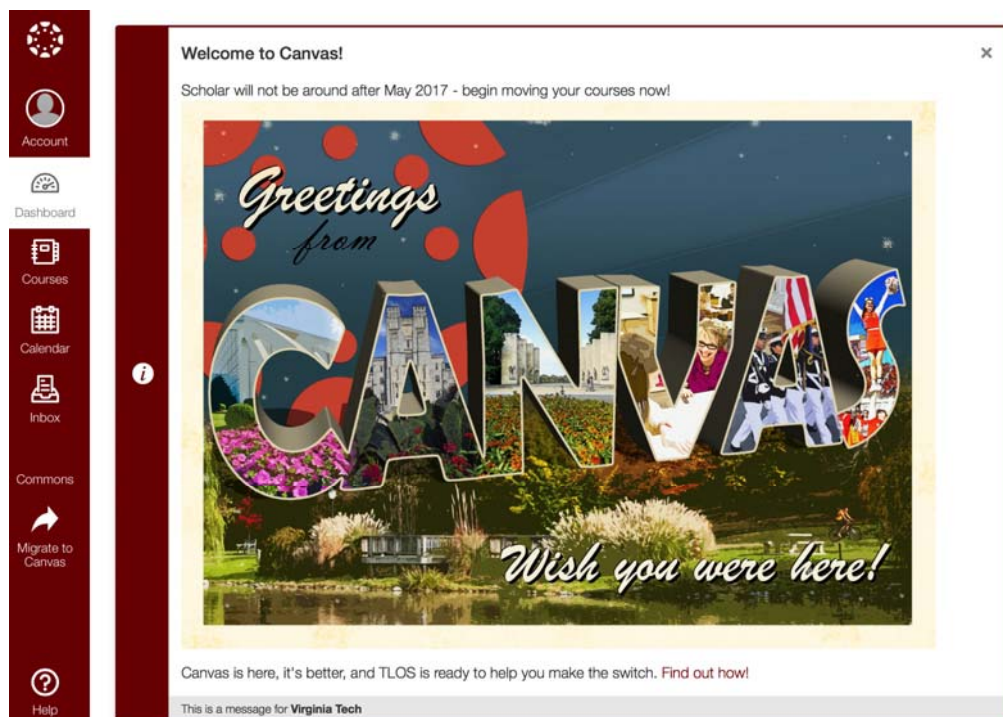 Account
Dashboard
Courses
Calendar
Inbox
Commons
Migrate to
Canvas
Help
Welcome to Canvas!
Scholar will not be around after May 2017 - begin moving your courses now!
Greetings
from
CANVAS
Wish you were here!
Canvas is here, it's better, and TLOS is ready to help you make the switch. Find out how!
This is a message for Virginia Tech